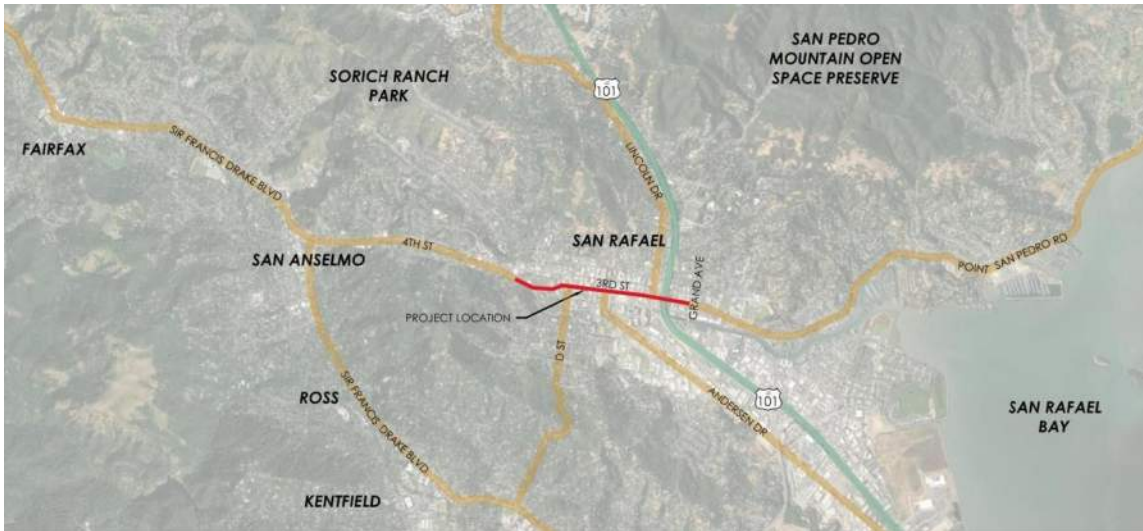 SAN PEDRO
MOUNTAIN OPEN
SPACE PRESERVE
SORICH RANCH
PARK
101
FAIRFAX
SIR FRANCIS DRAKE BLVD
LINCOLN DR
SAN RAFAEL
4TH ST
SAN ANSELMO
POINT SAN PEDRO RD
3RD ST
GRAND AVE
PROJECT LOCATION
D ST
ROSS
SIR FRANCIS DRAKE BLVD
ANDERSEN DR
101
SAN RAFAEL
BAY
KENTFIELD